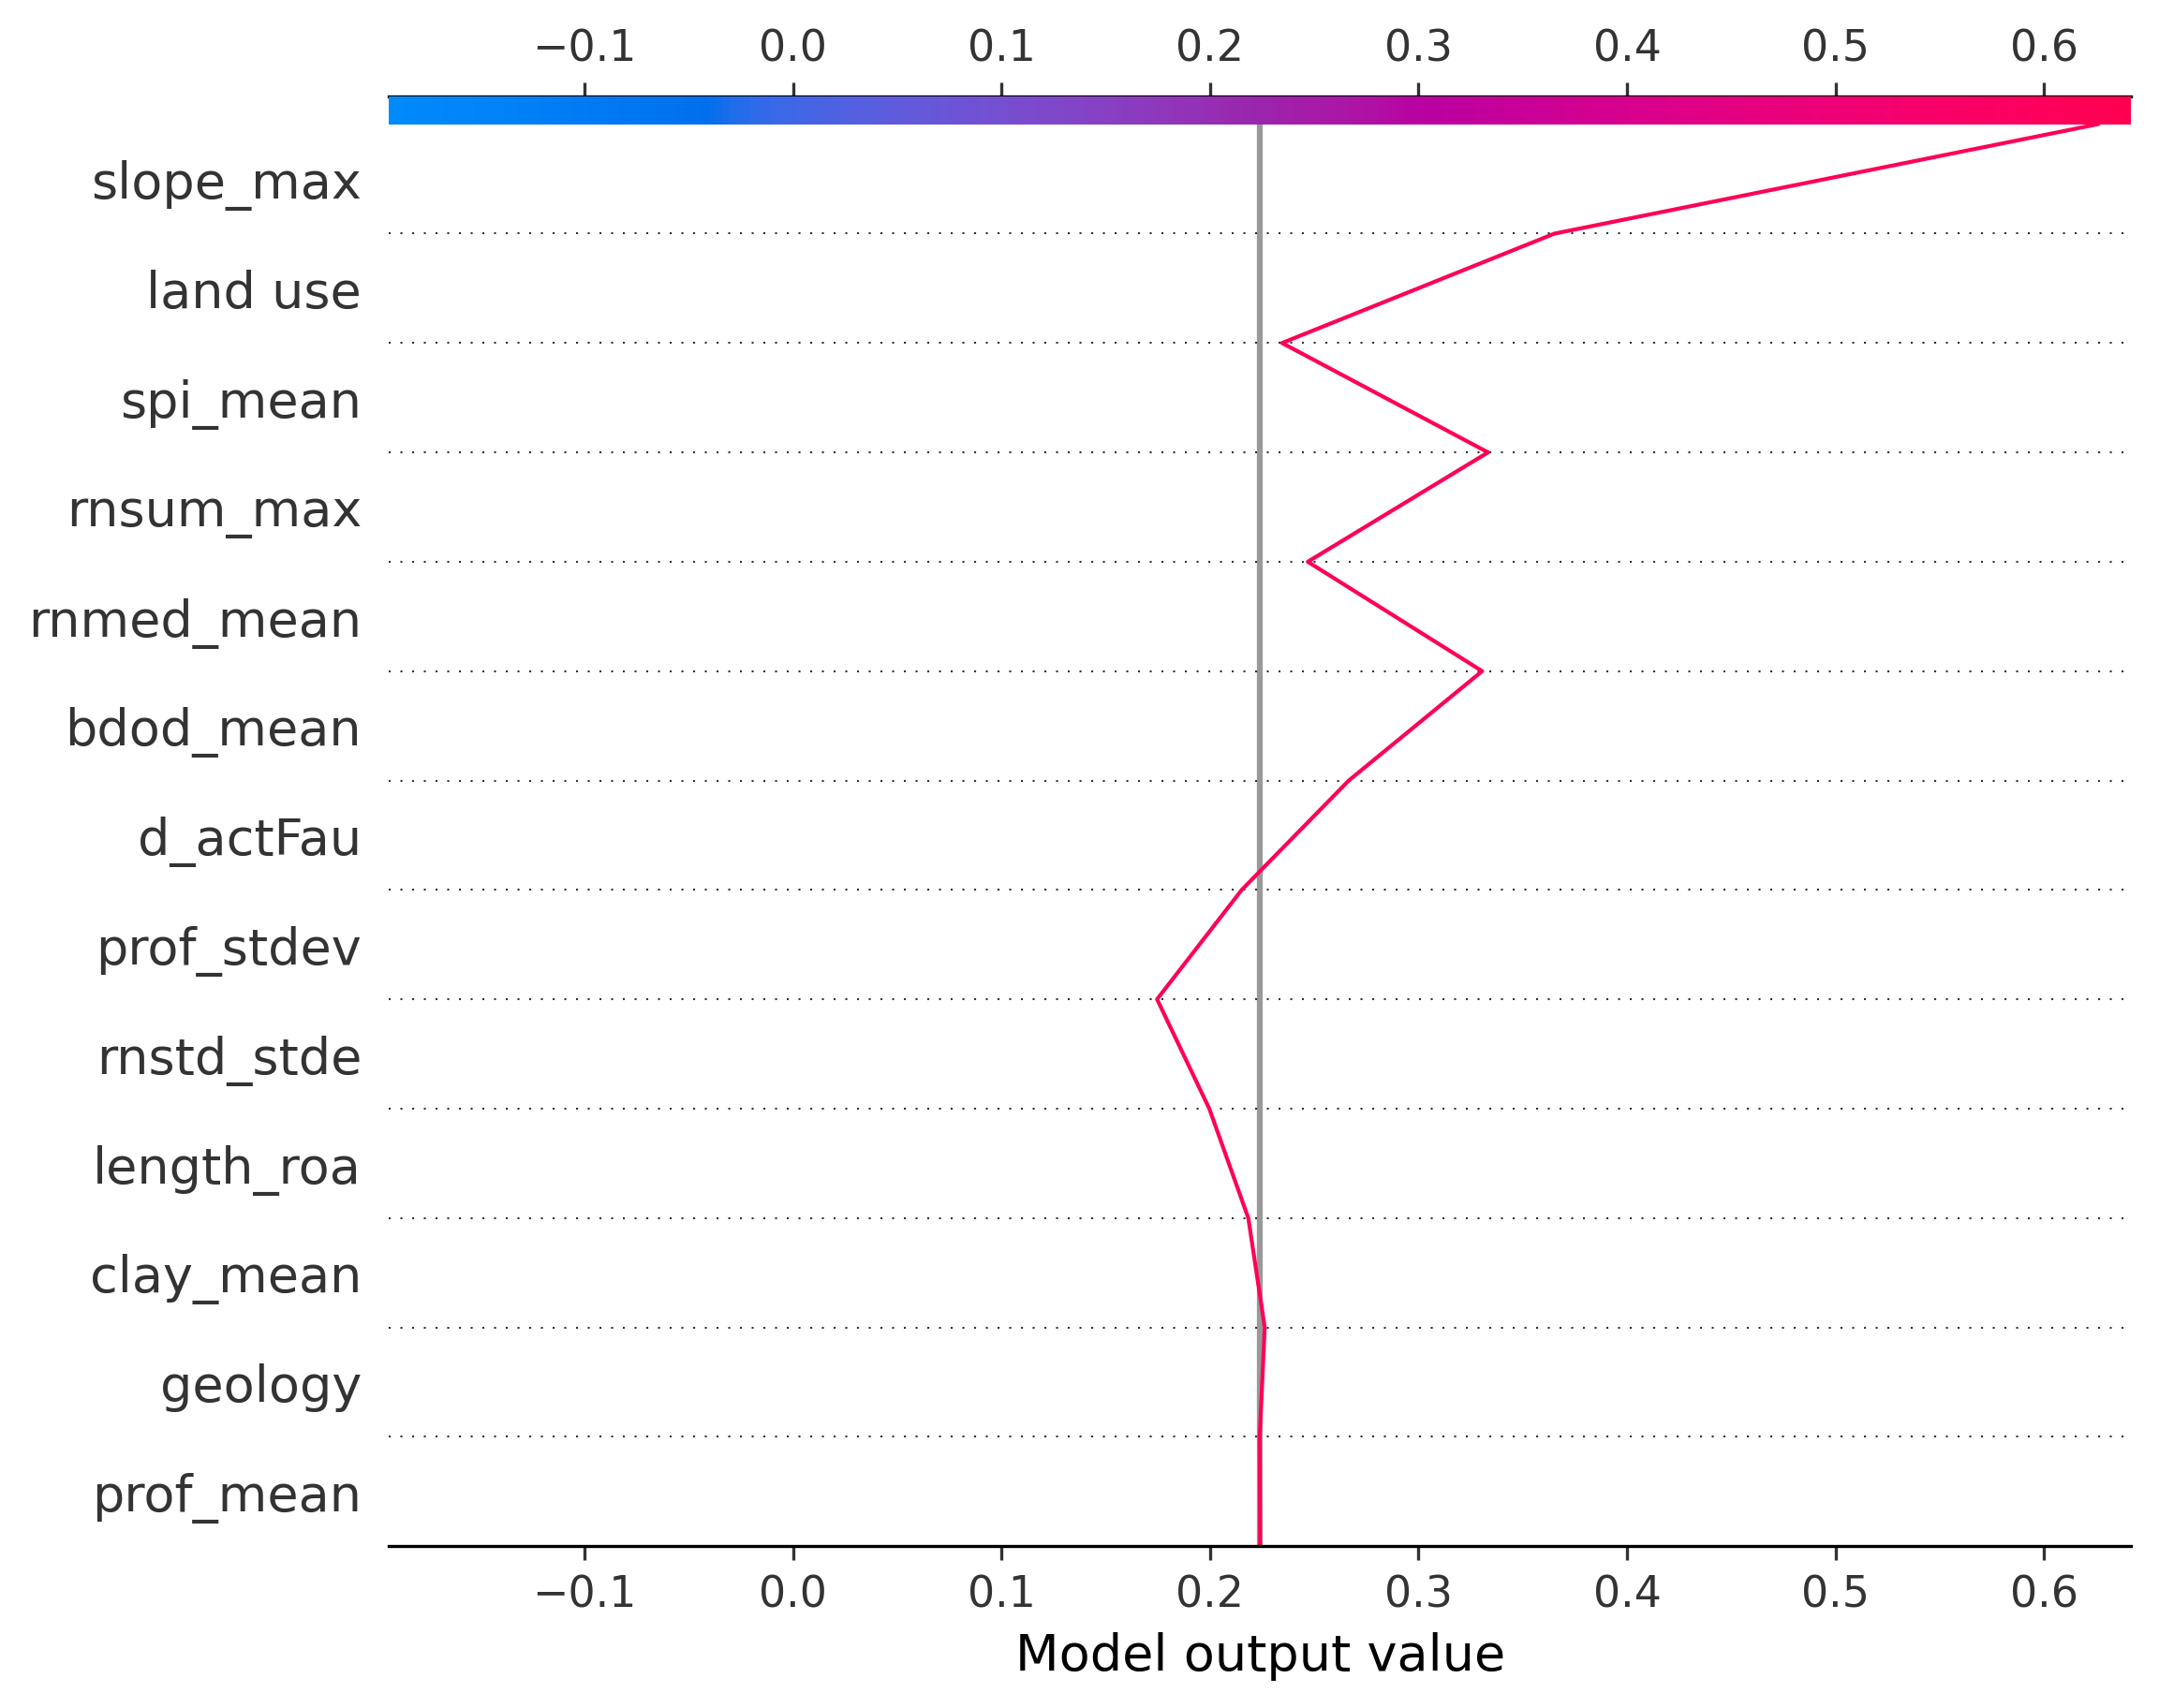 −0.1 0.0 0.1 0.2 0.3 0.4 0.5 0.6
slope_max
land use
spi_mean
rnsum_max
rnmed_mean
bdod_mean
d_actFau
prof_stdev
rnstd_stde
length_roa
clay_mean
geology
prof_mean
−0.1 0.0 0.1 0.2 0.3 0.4 0.5 0.6
Model output value